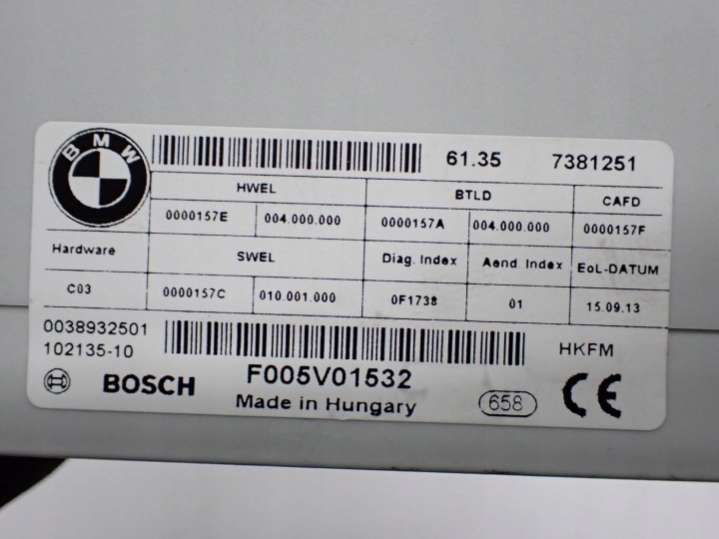 BMW
61.35 7381251
HWEL BTLD CAFD
0000157E 004.000.000 0000157A 004.000.000 0000157F
Hardware SWEL Diag. Index Aend. Index EoL-DATUM
C03 0000157C 010.001.000 0F1738 01 15.09.13
0038932501
102135-10 HKFM
BOSCH F005V01532
Made in Hungary 658 CE